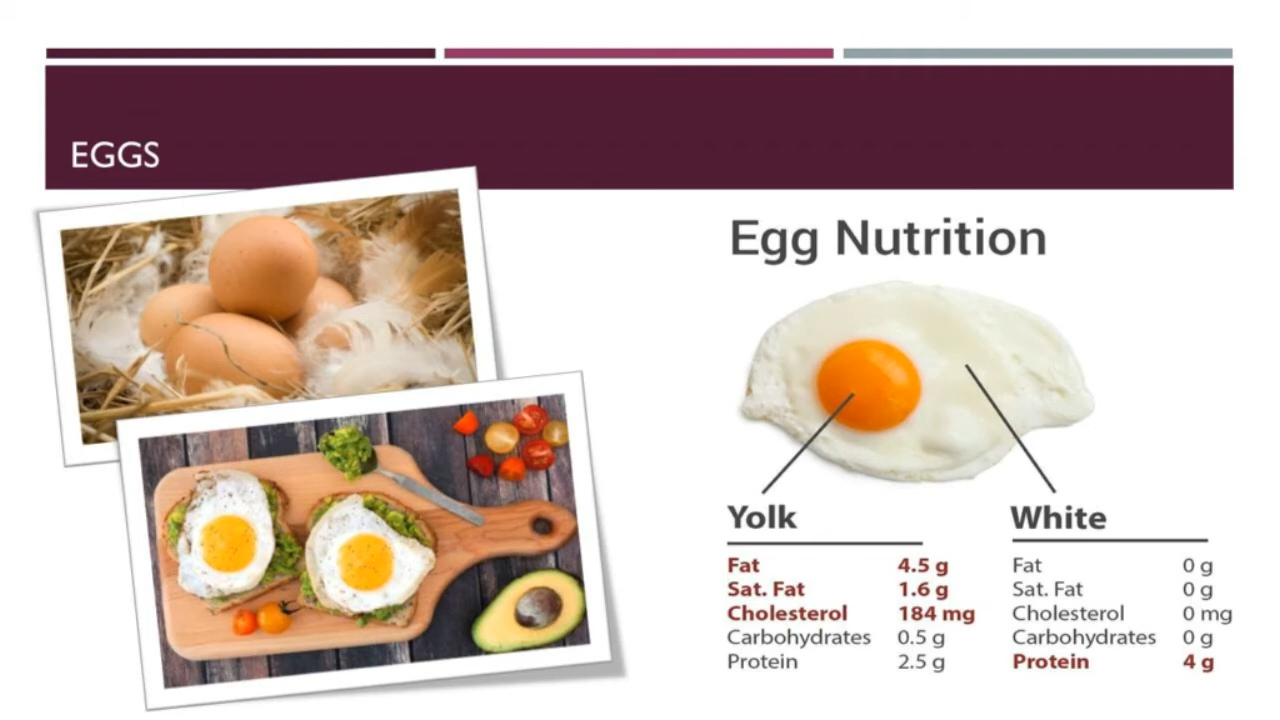 EGGS
Egg Nutrition
Yolk
Fat 4.5 g
Sat. Fat 1.6 g
Cholesterol 184 mg
Carbohydrates 0.5 g
Protein 2.5 g
White
Fat 0 g
Sat. Fat 0 g
Cholesterol 0 mg
Carbohydrates 0 g
Protein 4 g